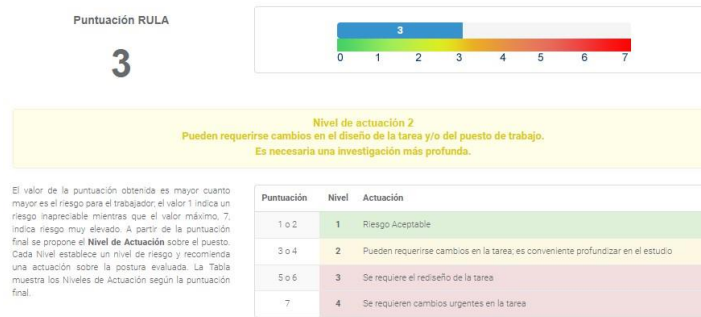 Puntuación RULA
3
3
0 1 2 3 4 5 6 7
Nivel de actuación 2
Pueden requerirse cambios en el diseño de la tarea y/o del puesto de trabajo.
Es necesaria una investigación más profunda.
El valor de la puntuación obtenida es mayor cuanto
mayor es el riesgo para el trabajador; el valor 1 indica un
riesgo inapreciable mientras que el valor máximo, 7,
indica riesgo muy elevado. A partir de la puntuación
final se propone el Nivel de Actuación sobre el puesto.
Cada Nivel establece un nivel de riesgo y recomienda
una actuación sobre la postura evaluada. La Tabla
muestra los Niveles de Actuación según la puntuación
final.
Puntuación Nivel Actuación
1 o 2 1 Riesgo Aceptable
3 o 4 2 Pueden requerirse cambios en la tarea; es conveniente profundizar en el estudio
5 o 6 3 Se requiere el rediseño de la tarea
7 4 Se requieren cambios urgentes en la tarea